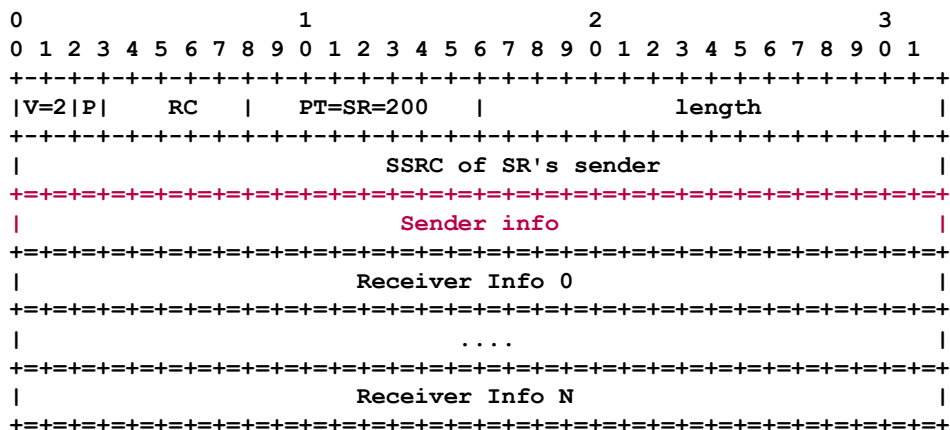 0                   1                   2                   3
0 1 2 3 4 5 6 7 8 9 0 1 2 3 4 5 6 7 8 9 0 1 2 3 4 5 6 7 8 9 0 1
+-+-+-+-+-+-+-+-+-+-+-+-+-+-+-+-+-+-+-+-+-+-+-+-+-+-+-+-+-+-+-+-+
|V=2|P|    RC   |   PT=SR=200   |             length            |
+-+-+-+-+-+-+-+-+-+-+-+-+-+-+-+-+-+-+-+-+-+-+-+-+-+-+-+-+-+-+-+-+
|                         SSRC of SR's sender                   |
+=+=+=+=+=+=+=+=+=+=+=+=+=+=+=+=+=+=+=+=+=+=+=+=+=+=+=+=+=+=+=+=+
|                          Sender info                          |
+=+=+=+=+=+=+=+=+=+=+=+=+=+=+=+=+=+=+=+=+=+=+=+=+=+=+=+=+=+=+=+=+
|                       Receiver Info 0                         |
+=+=+=+=+=+=+=+=+=+=+=+=+=+=+=+=+=+=+=+=+=+=+=+=+=+=+=+=+=+=+=+=+
|                              ....                             |
+=+=+=+=+=+=+=+=+=+=+=+=+=+=+=+=+=+=+=+=+=+=+=+=+=+=+=+=+=+=+=+=+
|                       Receiver Info N                         |
+=+=+=+=+=+=+=+=+=+=+=+=+=+=+=+=+=+=+=+=+=+=+=+=+=+=+=+=+=+=+=+=+